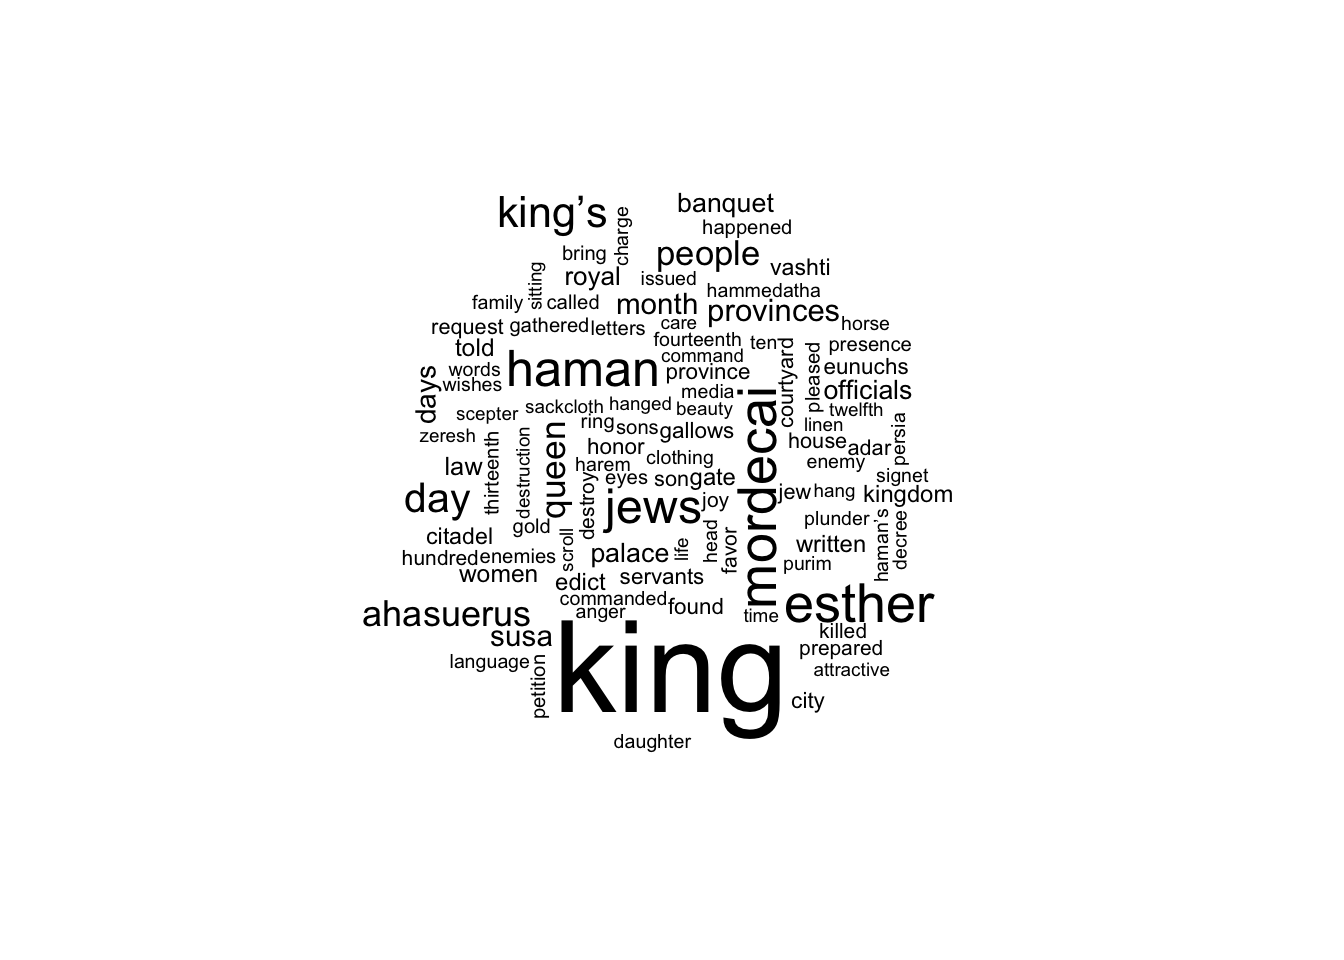 king's
charge
banquet
happened
bring
people
vashti
sitting
royal
issued
hammedatha
family
called
month
provinces
request
gathered
letters
care
horse
told
fourteenth
ten
courtyard
presence
words
haman
command
pleased
eunuchs
days
wishes
province
officials
media
mordecai
scepter
sackcloth
hanged
beauty
twelfth
zeresh
ring
sons
gallows
linen
persia
thirteenth
destruction
queen
honor
house
adar
law
harem
clothing
enemy
destroy
eyes
son
gate
signet
day
jews
joy
jew
hang
kingdom
gold
plunder
haman's
decree
citadel
scroll
head
favor
written
hundred
enemies
palace
life
purim
women
edict
servants
commanded
found
esther
ahasuerus
anger
time
susa
king
killed
language
petition
prepared
attractive
city
daughter